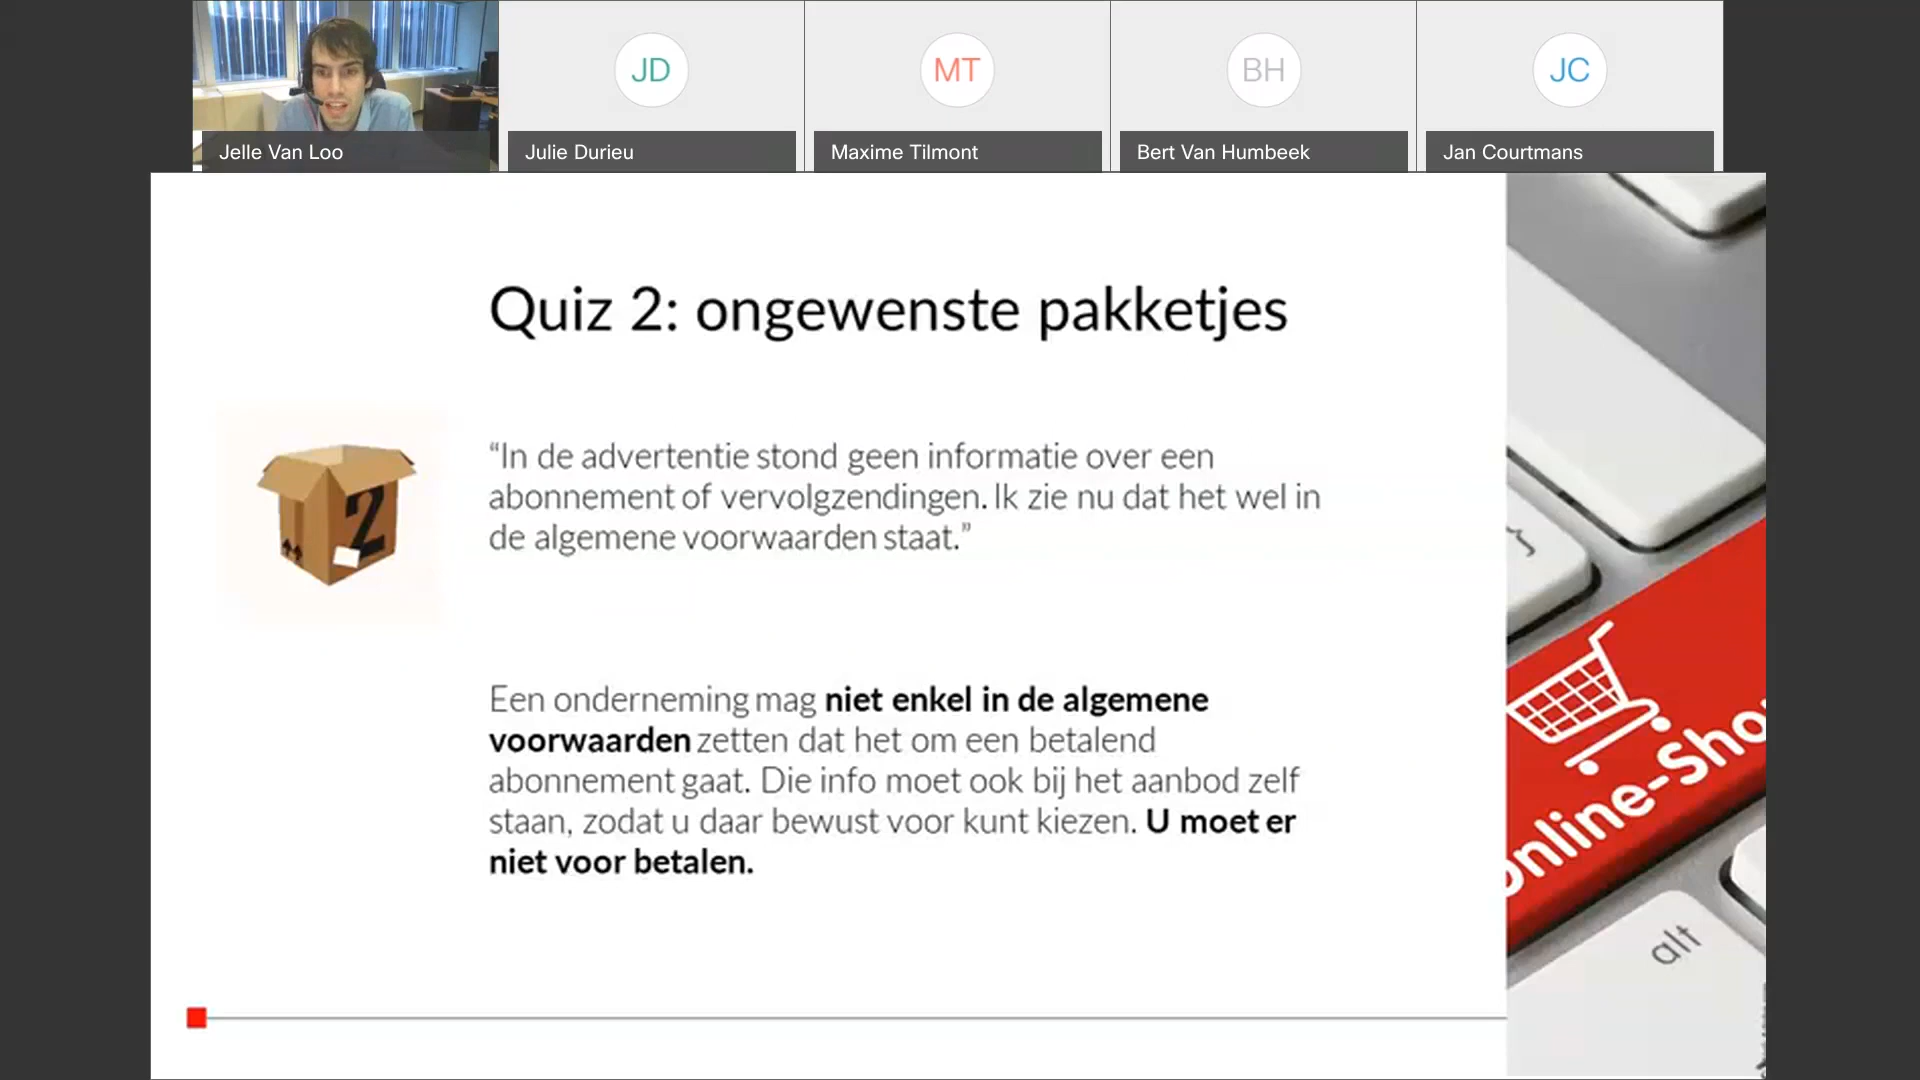 JD
MT
BH
JC
Jelle Van Loo
Julie Durieu
Maxime Tilmont
Bert Van Humbeek
Jan Courtmans
Quiz 2: ongewenste pakketjes
“In de advertentie stond geen informatie over een
abonnement of vervolgzendingen. Ik zie nu dat het wel in
de algemene voorwaarden staat.”
2
Een onderneming mag niet enkel in de algemene
voorwaarden zetten dat het om een betalend
abonnement gaat. Die info moet ook bij het aanbod zelf
staan, zodat u daar bewust voor kunt kiezen. U moet er
niet voor betalen.
}
online-Sho
alt